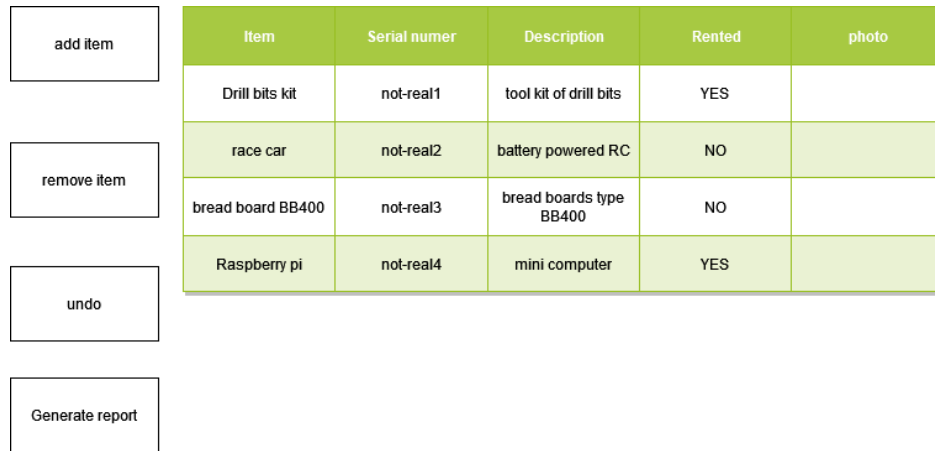 add item
Item Serial numer Description Rented photo
Drill bits kit not-real1 tool kit of drill bits YES
race car not-real2 battery powered RC NO
remove item
bread board BB400 not-real3 bread boards type
BB400 NO
Raspberry pi not-real4 mini computer YES
undo
Generate report